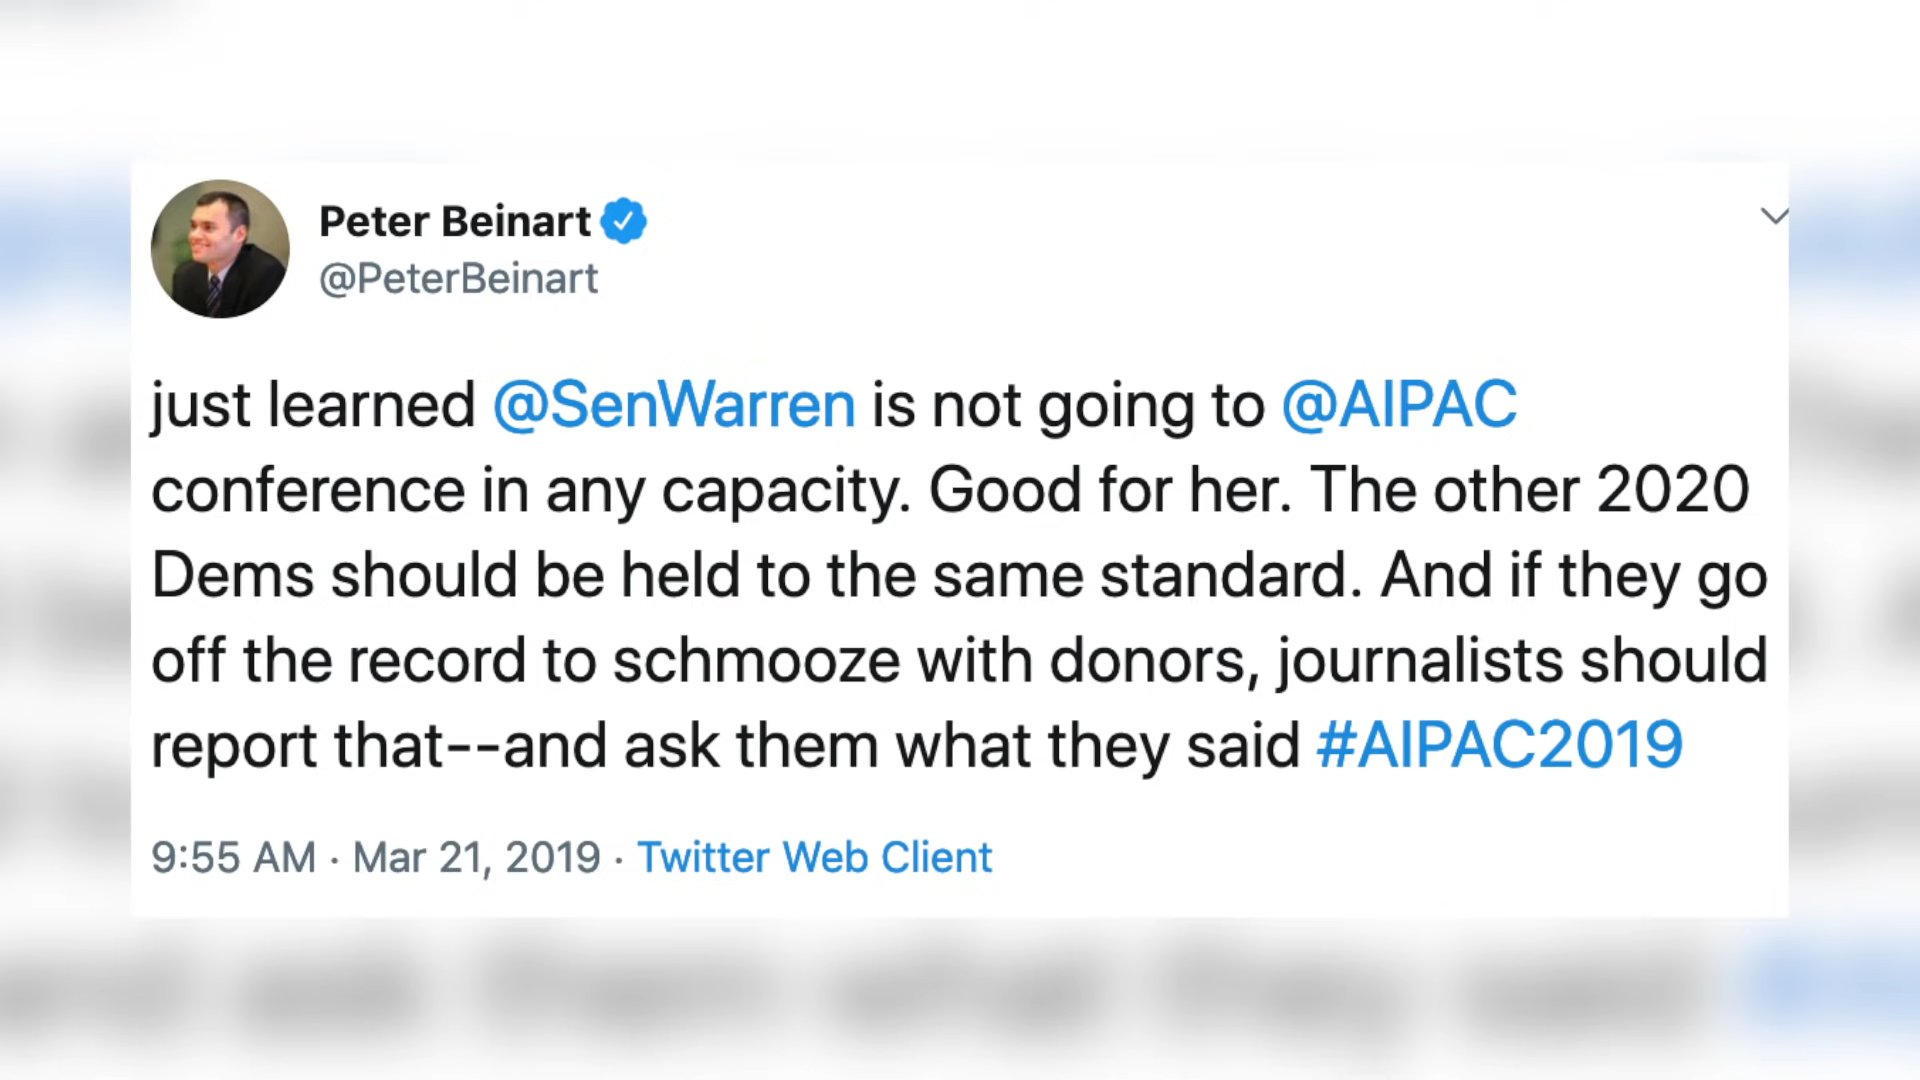 Peter Beinart
@PeterBeinart
just learned @SenWarren is not going to @AIPAC
conference in any capacity. Good for her. The other 2020
Dems should be held to the same standard. And if they go
off the record to schmooze with donors, journalists should
report that--and ask them what they said #AIPAC2019
9:55 AM · Mar 21, 2019 · Twitter Web Client